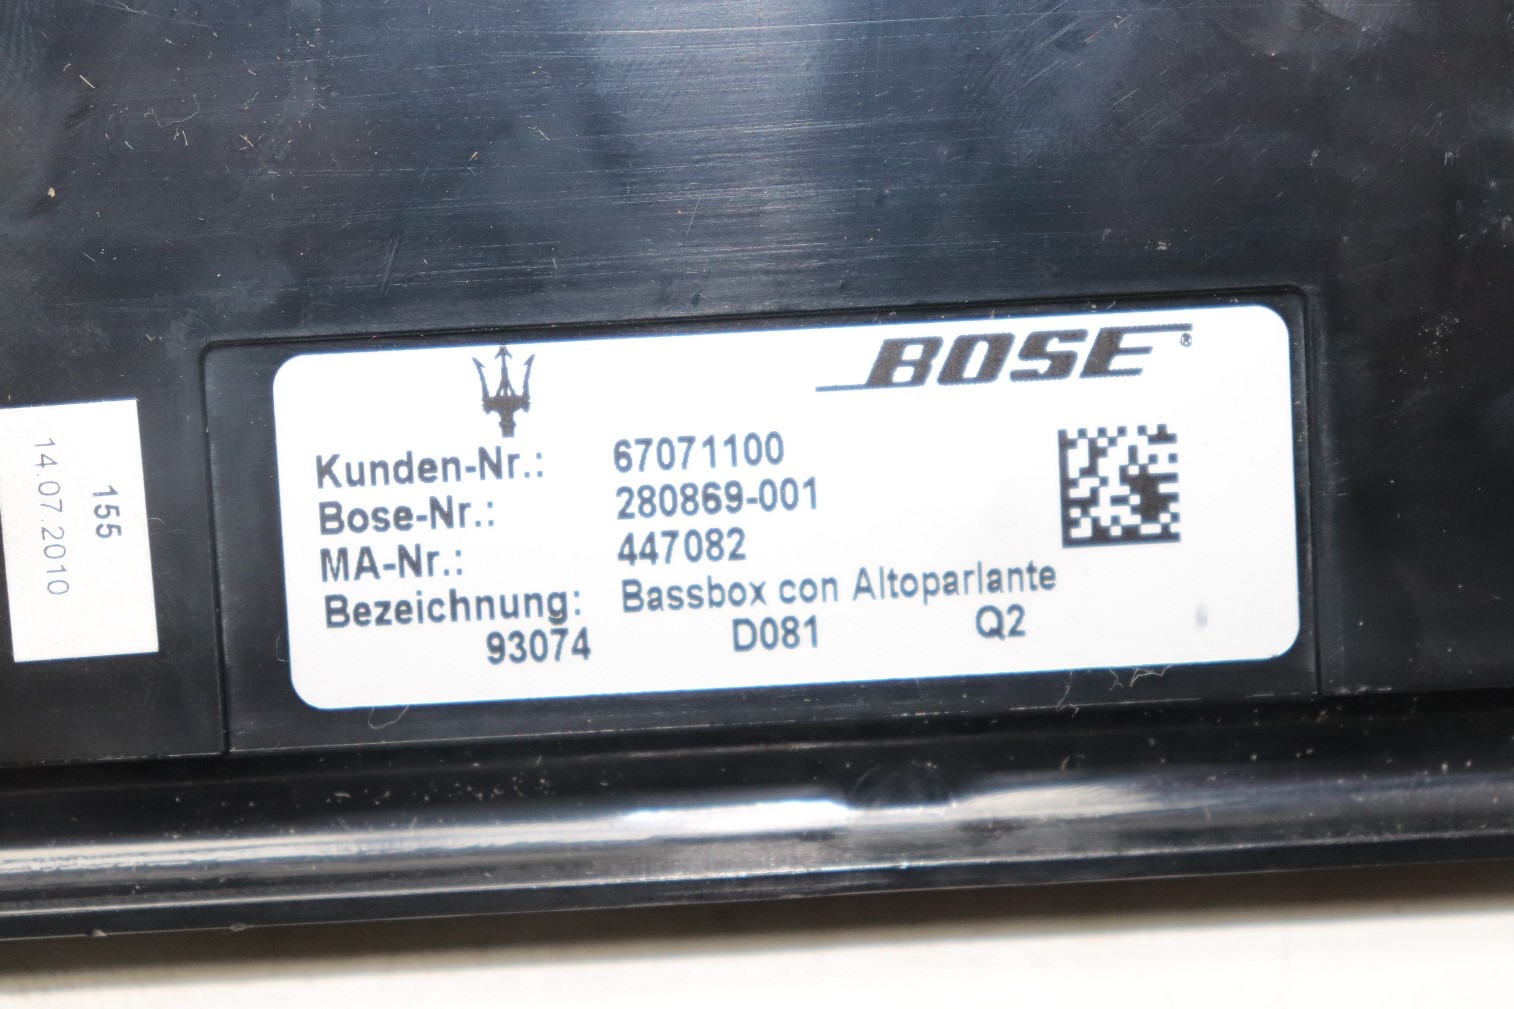 BOSE®
Kunden-Nr.: 67071100
Bose-Nr.: 280869-001
MA-Nr.: 447082
Bezeichnung: Bassbox con Altoparlante
93074 D081 Q2
155
14.07.2010